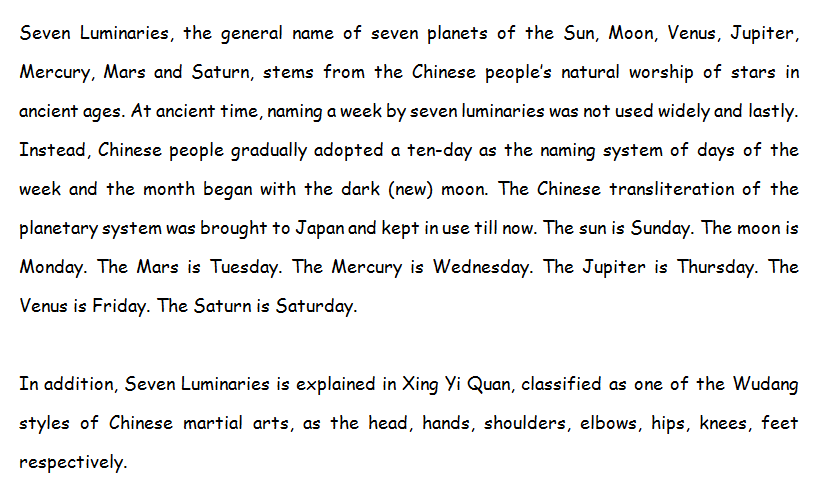 Seven Luminaries, the general name of seven planets of the Sun, Moon, Venus, Jupiter,
Mercury, Mars and Saturn, stems from the Chinese people's natural worship of stars in
ancient ages. At ancient time, naming a week by seven luminaries was not used widely and lastly.
Instead, Chinese people gradually adopted a ten-day as the naming system of days of the
week and the month began with the dark (new) moon. The Chinese transliteration of the
planetary system was brought to Japan and kept in use till now. The sun is Sunday. The moon is
Monday. The Mars is Tuesday. The Mercury is Wednesday. The Jupiter is Thursday. The
Venus is Friday. The Saturn is Saturday.
In addition, Seven Luminaries is explained in Xing Yi Quan, classified as one of the Wudang
styles of Chinese martial arts, as the head, hands, shoulders, elbows, hips, knees, feet
respectively.